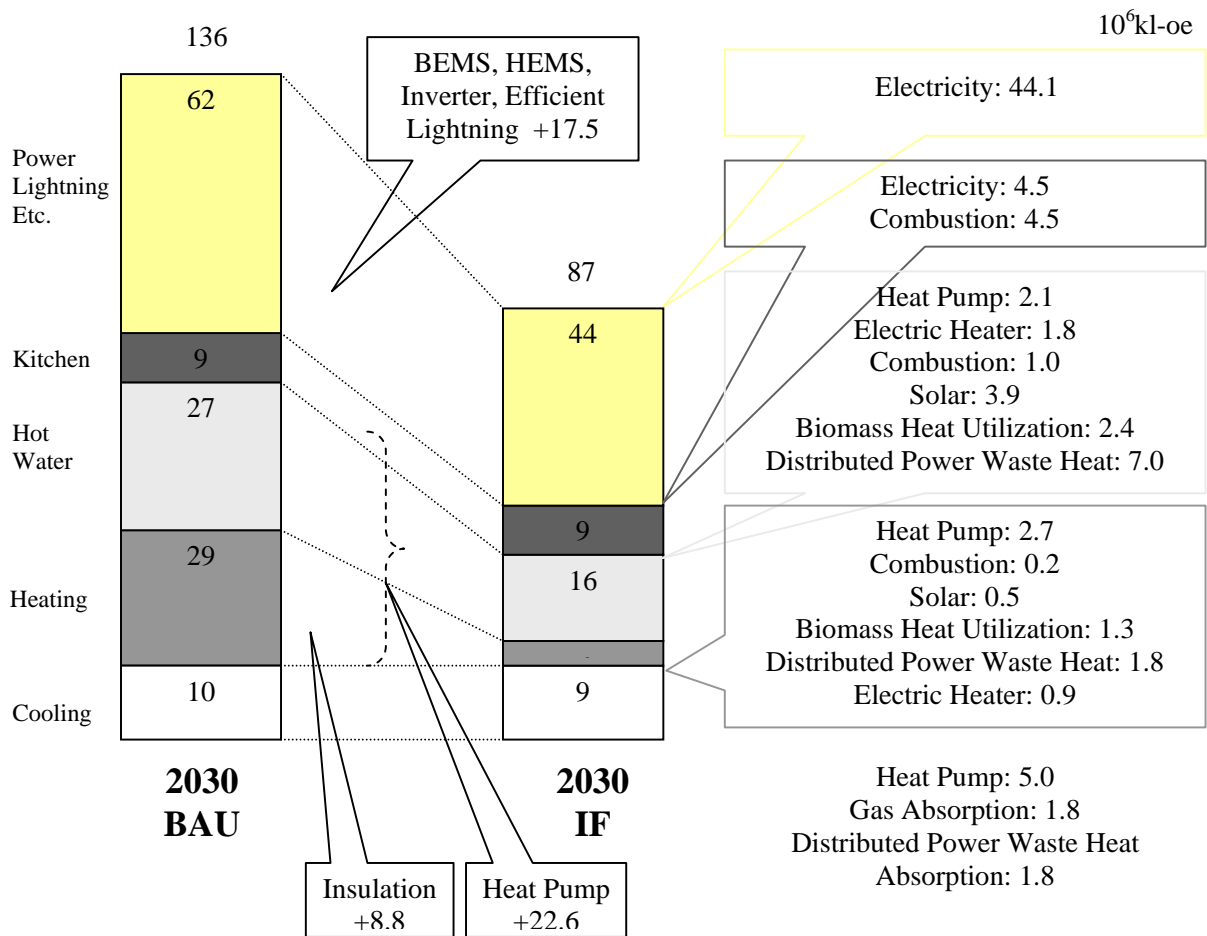 10⁶kl-oe
136
BEMS, HEMS,
Inverter, Efficient
Lightning +17.5
Electricity: 44.1
62
Power
Lightning
Etc.
Electricity: 4.5
Combustion: 4.5
87
Heat Pump: 2.1
Electric Heater: 1.8
Combustion: 1.0
Solar: 3.9
Biomass Heat Utilization: 2.4
Distributed Power Waste Heat: 7.0
44
Kitchen
9
27
Hot
Water
9
16
Heat Pump: 2.7
Combustion: 0.2
Solar: 0.5
Biomass Heat Utilization: 1.3
Distributed Power Waste Heat: 1.8
Electric Heater: 0.9
29
Heating
10
9
Cooling
2030
BAU
2030
IF
Heat Pump: 5.0
Gas Absorption: 1.8
Distributed Power Waste Heat
Absorption: 1.8
Insulation
+8.8
Heat Pump
+22.6